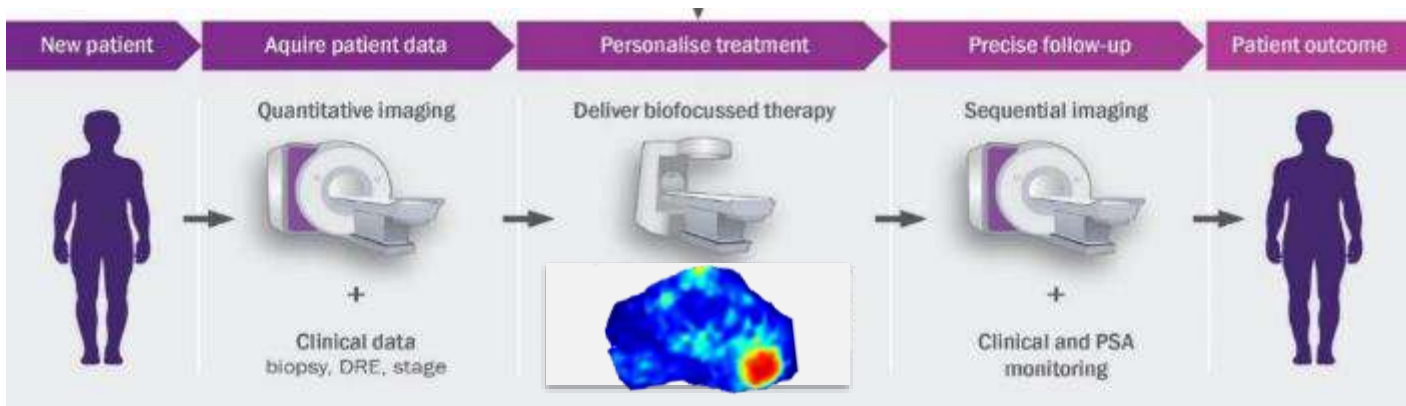 New patient
Aquire patient data
Personalise treatment
Precise follow-up
Patient outcome
Quantitative imaging
Deliver biofocussed therapy
Sequential imaging
+
+
Clinical data
biopsy, DRE, stage
Clinical and PSA
monitoring